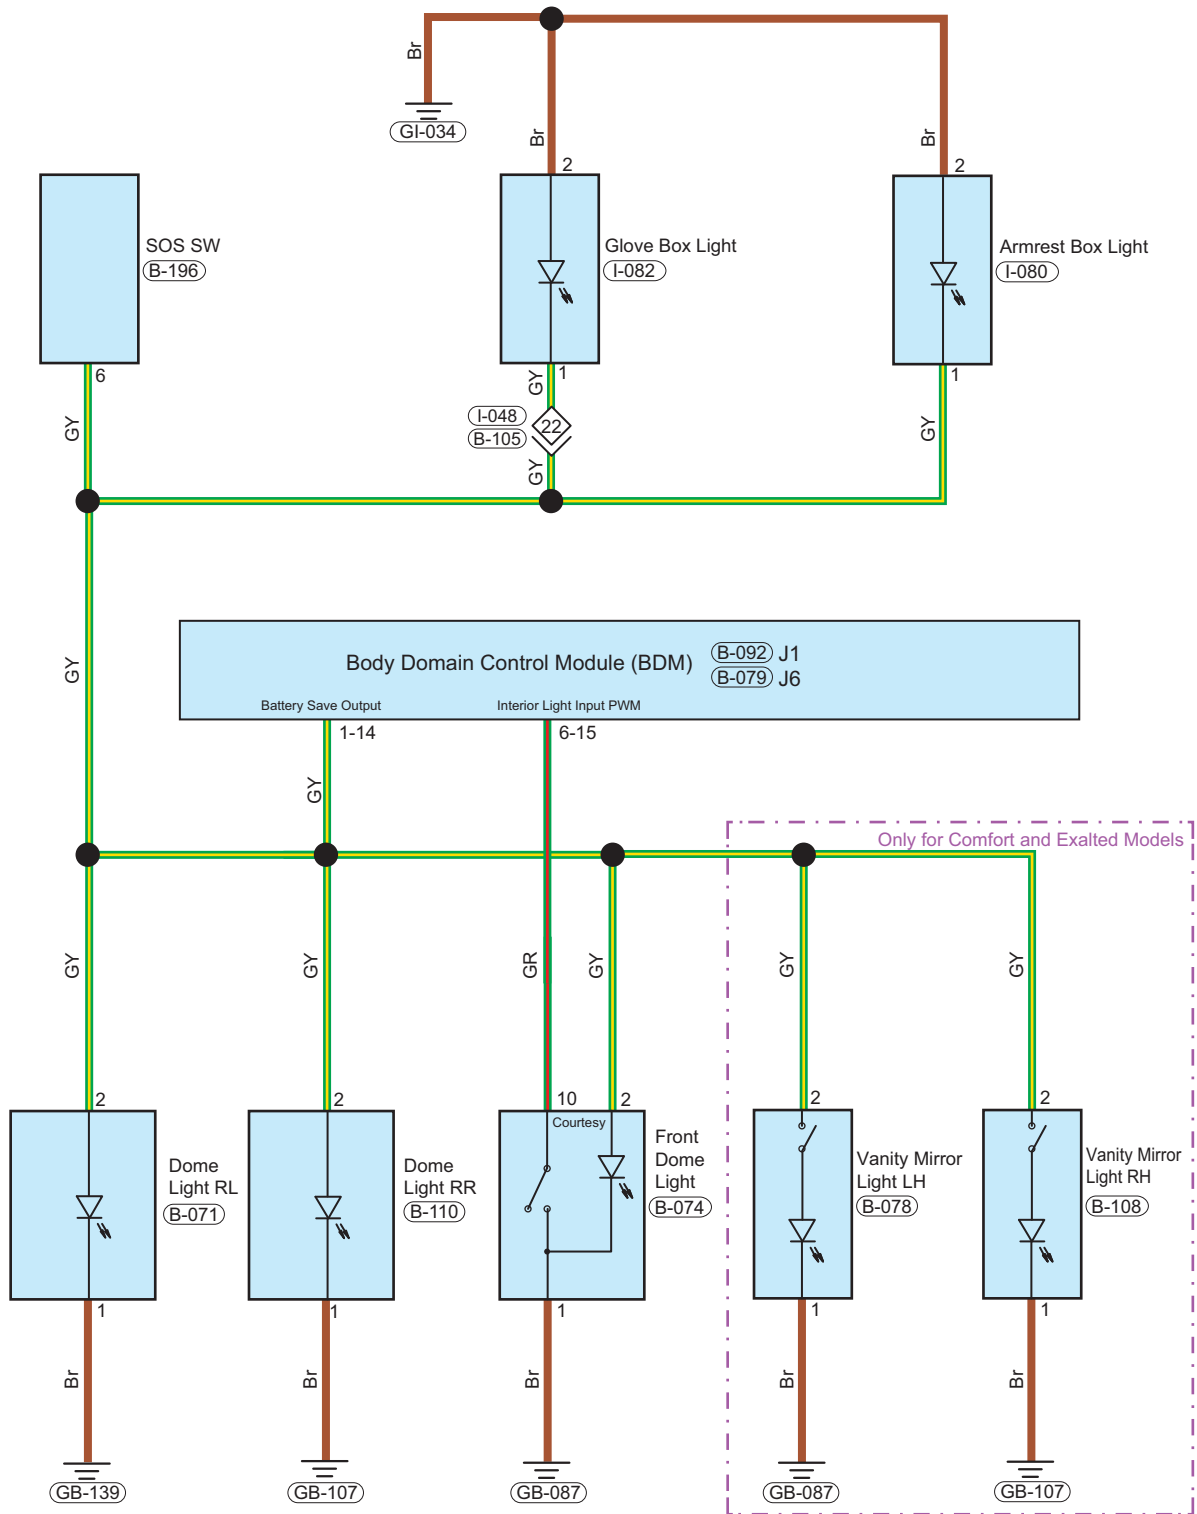 Br
GI-034
Br
Br
2
2
SOS SW
B-196
Glove Box Light
I-082
Armrest Box Light
I-080
6
1
1
GY
GY
I-048
B-105
22
GY
GY
GY
Body Domain Control Module (BDM)
B-092 J1
B-079 J6
Battery Save Output
Interior Light Input PWM
1-14
6-15
GY
Only for Comfort and Exalted Models
GY
GY
GR
GY
GY
GY
2
2
10
2
2
2
Courtesy
Dome
Light RL
B-071
Dome
Light RR
B-110
Front
Dome
Light
B-074
Vanity Mirror
Light LH
B-078
Vanity Mirror
Light RH
B-108
1
1
1
1
1
Br
Br
Br
Br
Br
GB-139
GB-107
GB-087
GB-087
GB-107